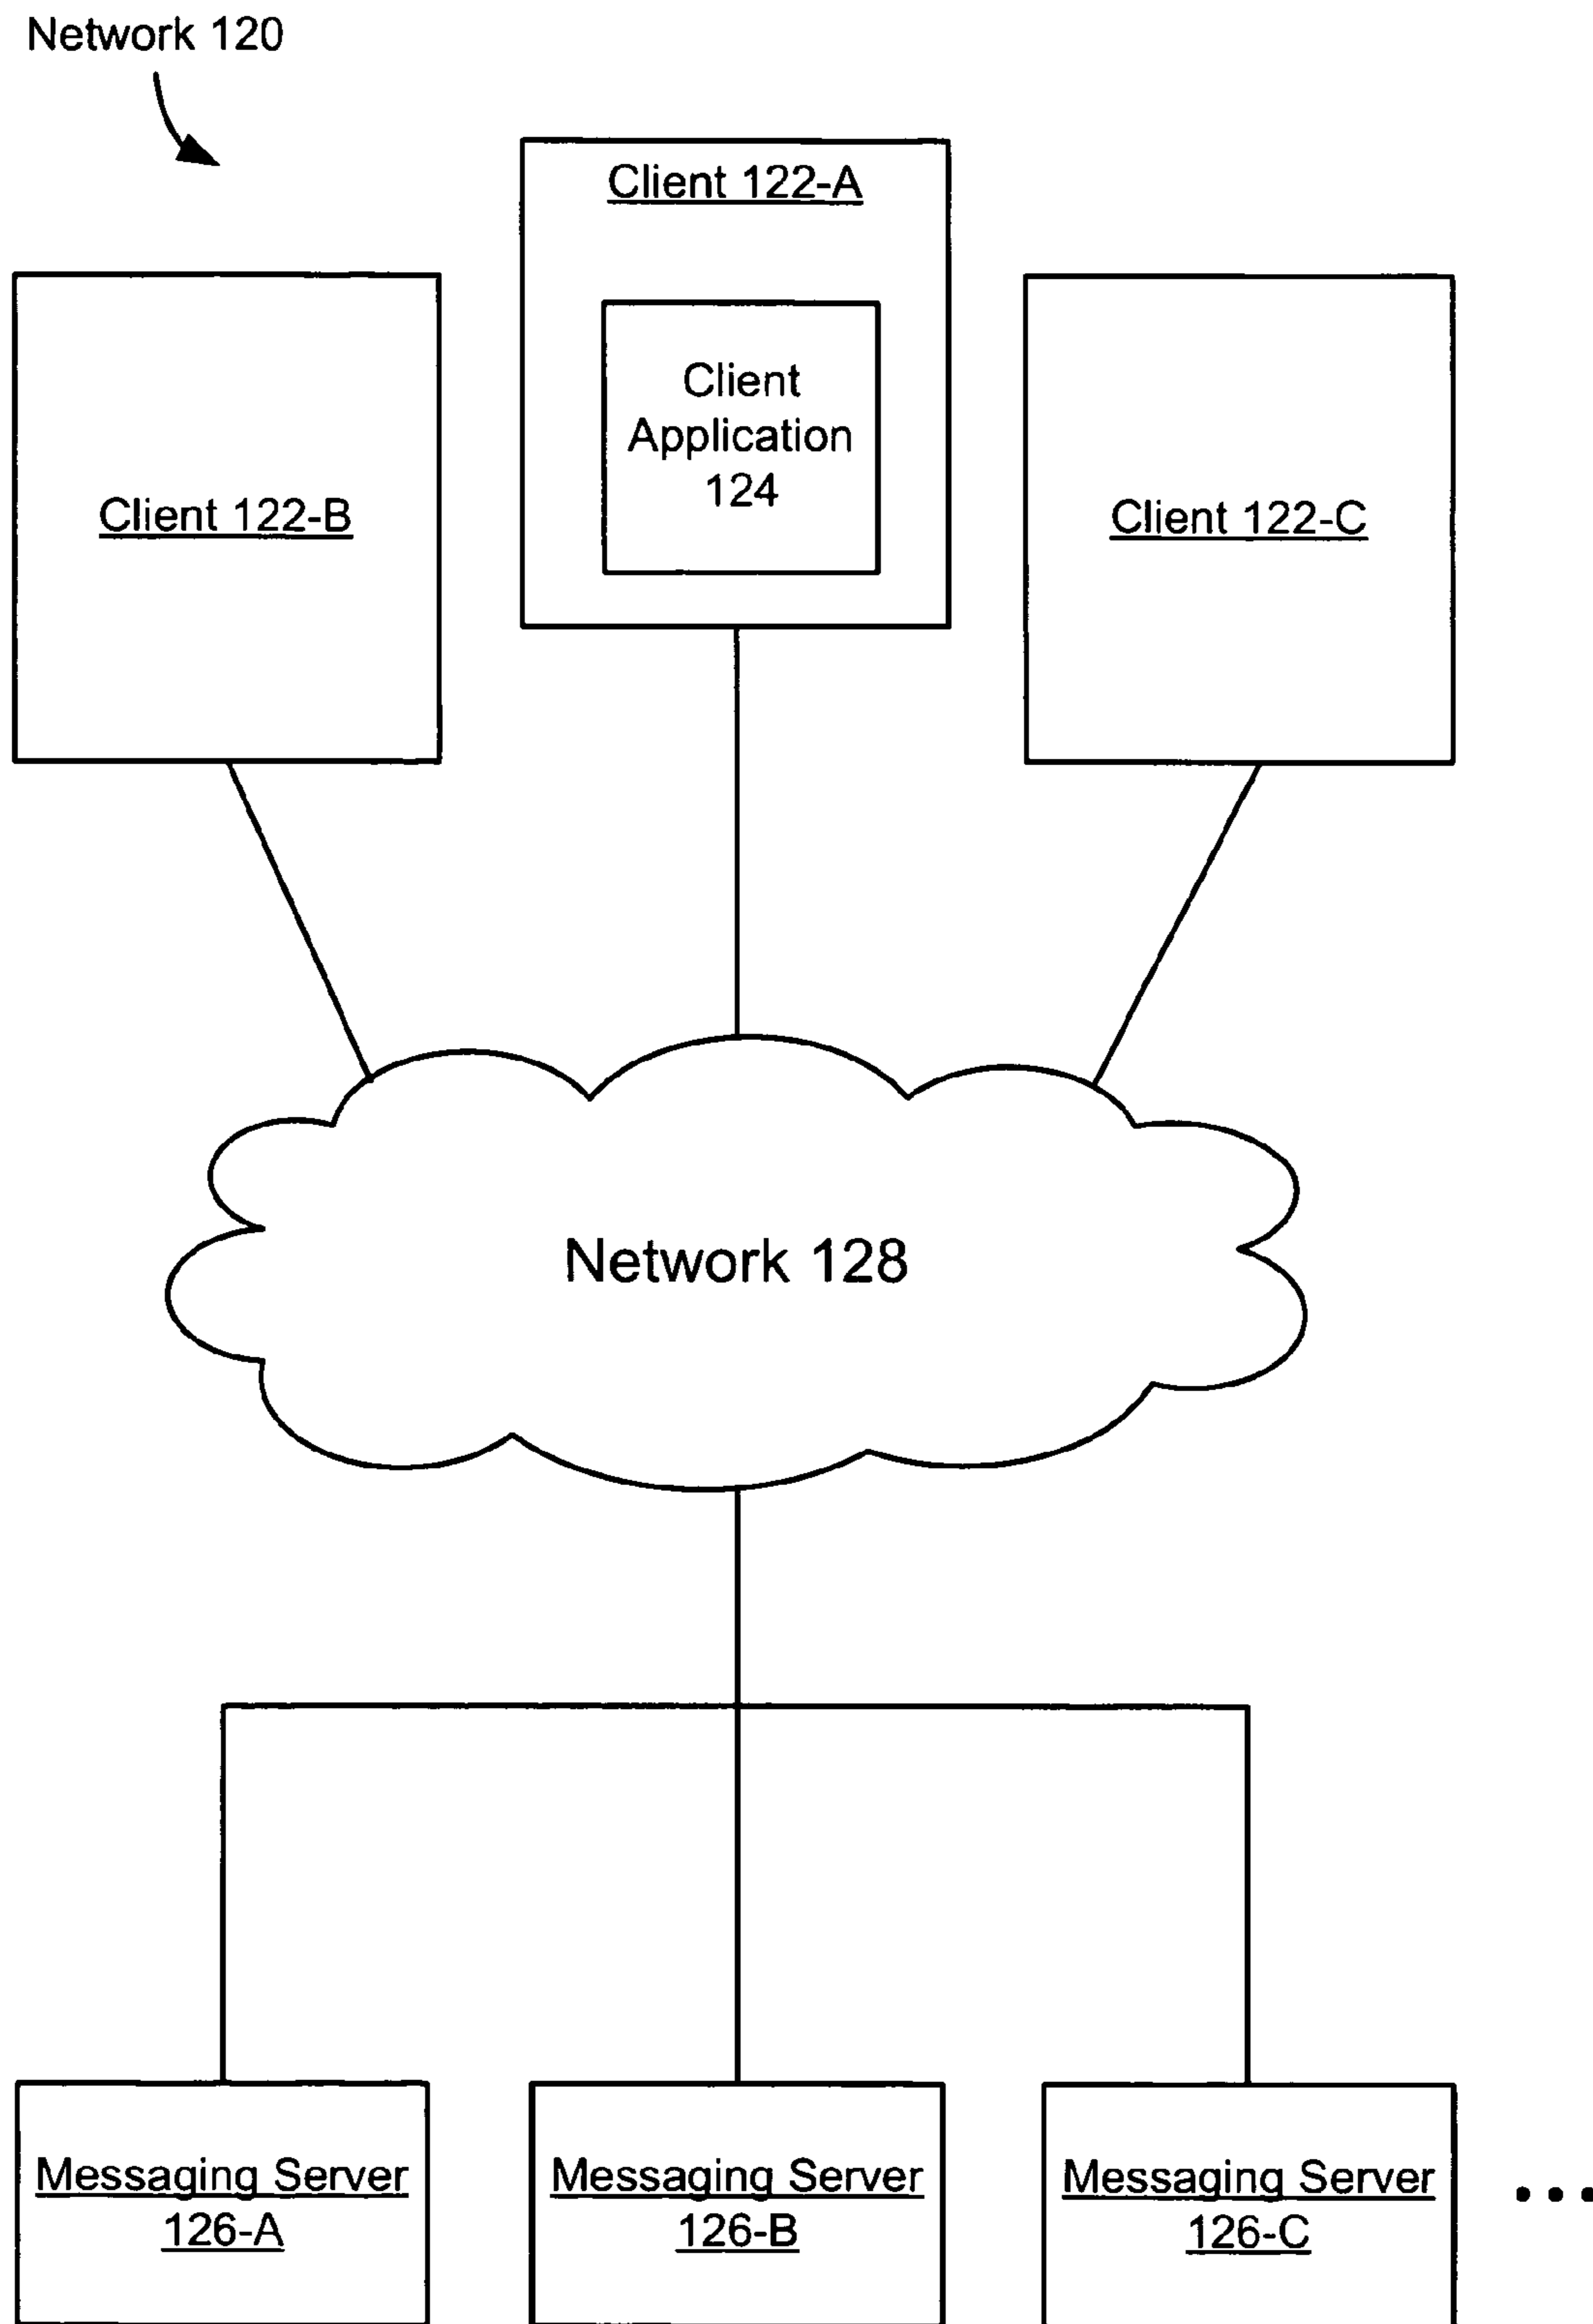 Network 120
Client 122-A
Client
Application
124
Client 122-B
Client 122-C
Network 128
Messaging Server
126-A
Messaging Server
126-B
Messaging Server
126-C
...